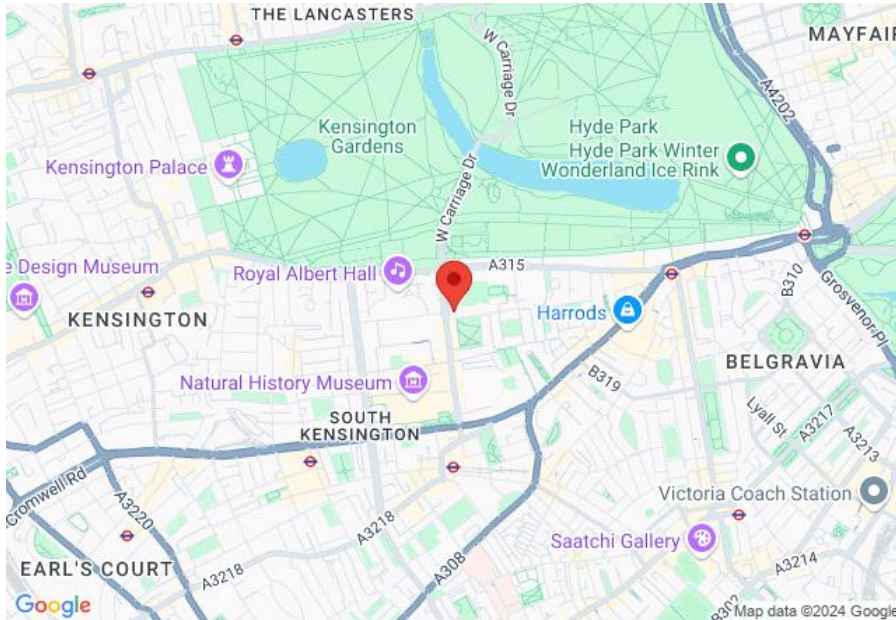 THE LANCASTERS
MAYFAIR
W Carriage Dr
A4202
Kensington
Gardens
Hyde Park
Hyde Park Winter
Wonderland Ice Rink
Kensington Palace
W Carriage Dr
e Design Museum
Royal Albert Hall
A315
B310
Grosvenor Pl
KENSINGTON
Harrods
BELGRAVIA
Natural History Museum
B319
SOUTH
KENSINGTON
Lyall St
A3217
A3213
Cromwell Rd
A3220
A3218
Victoria Coach Station
Saatchi Gallery
A3214
EARL'S COURT
A3218
A308
B302
Google
Map data ©2024 Google